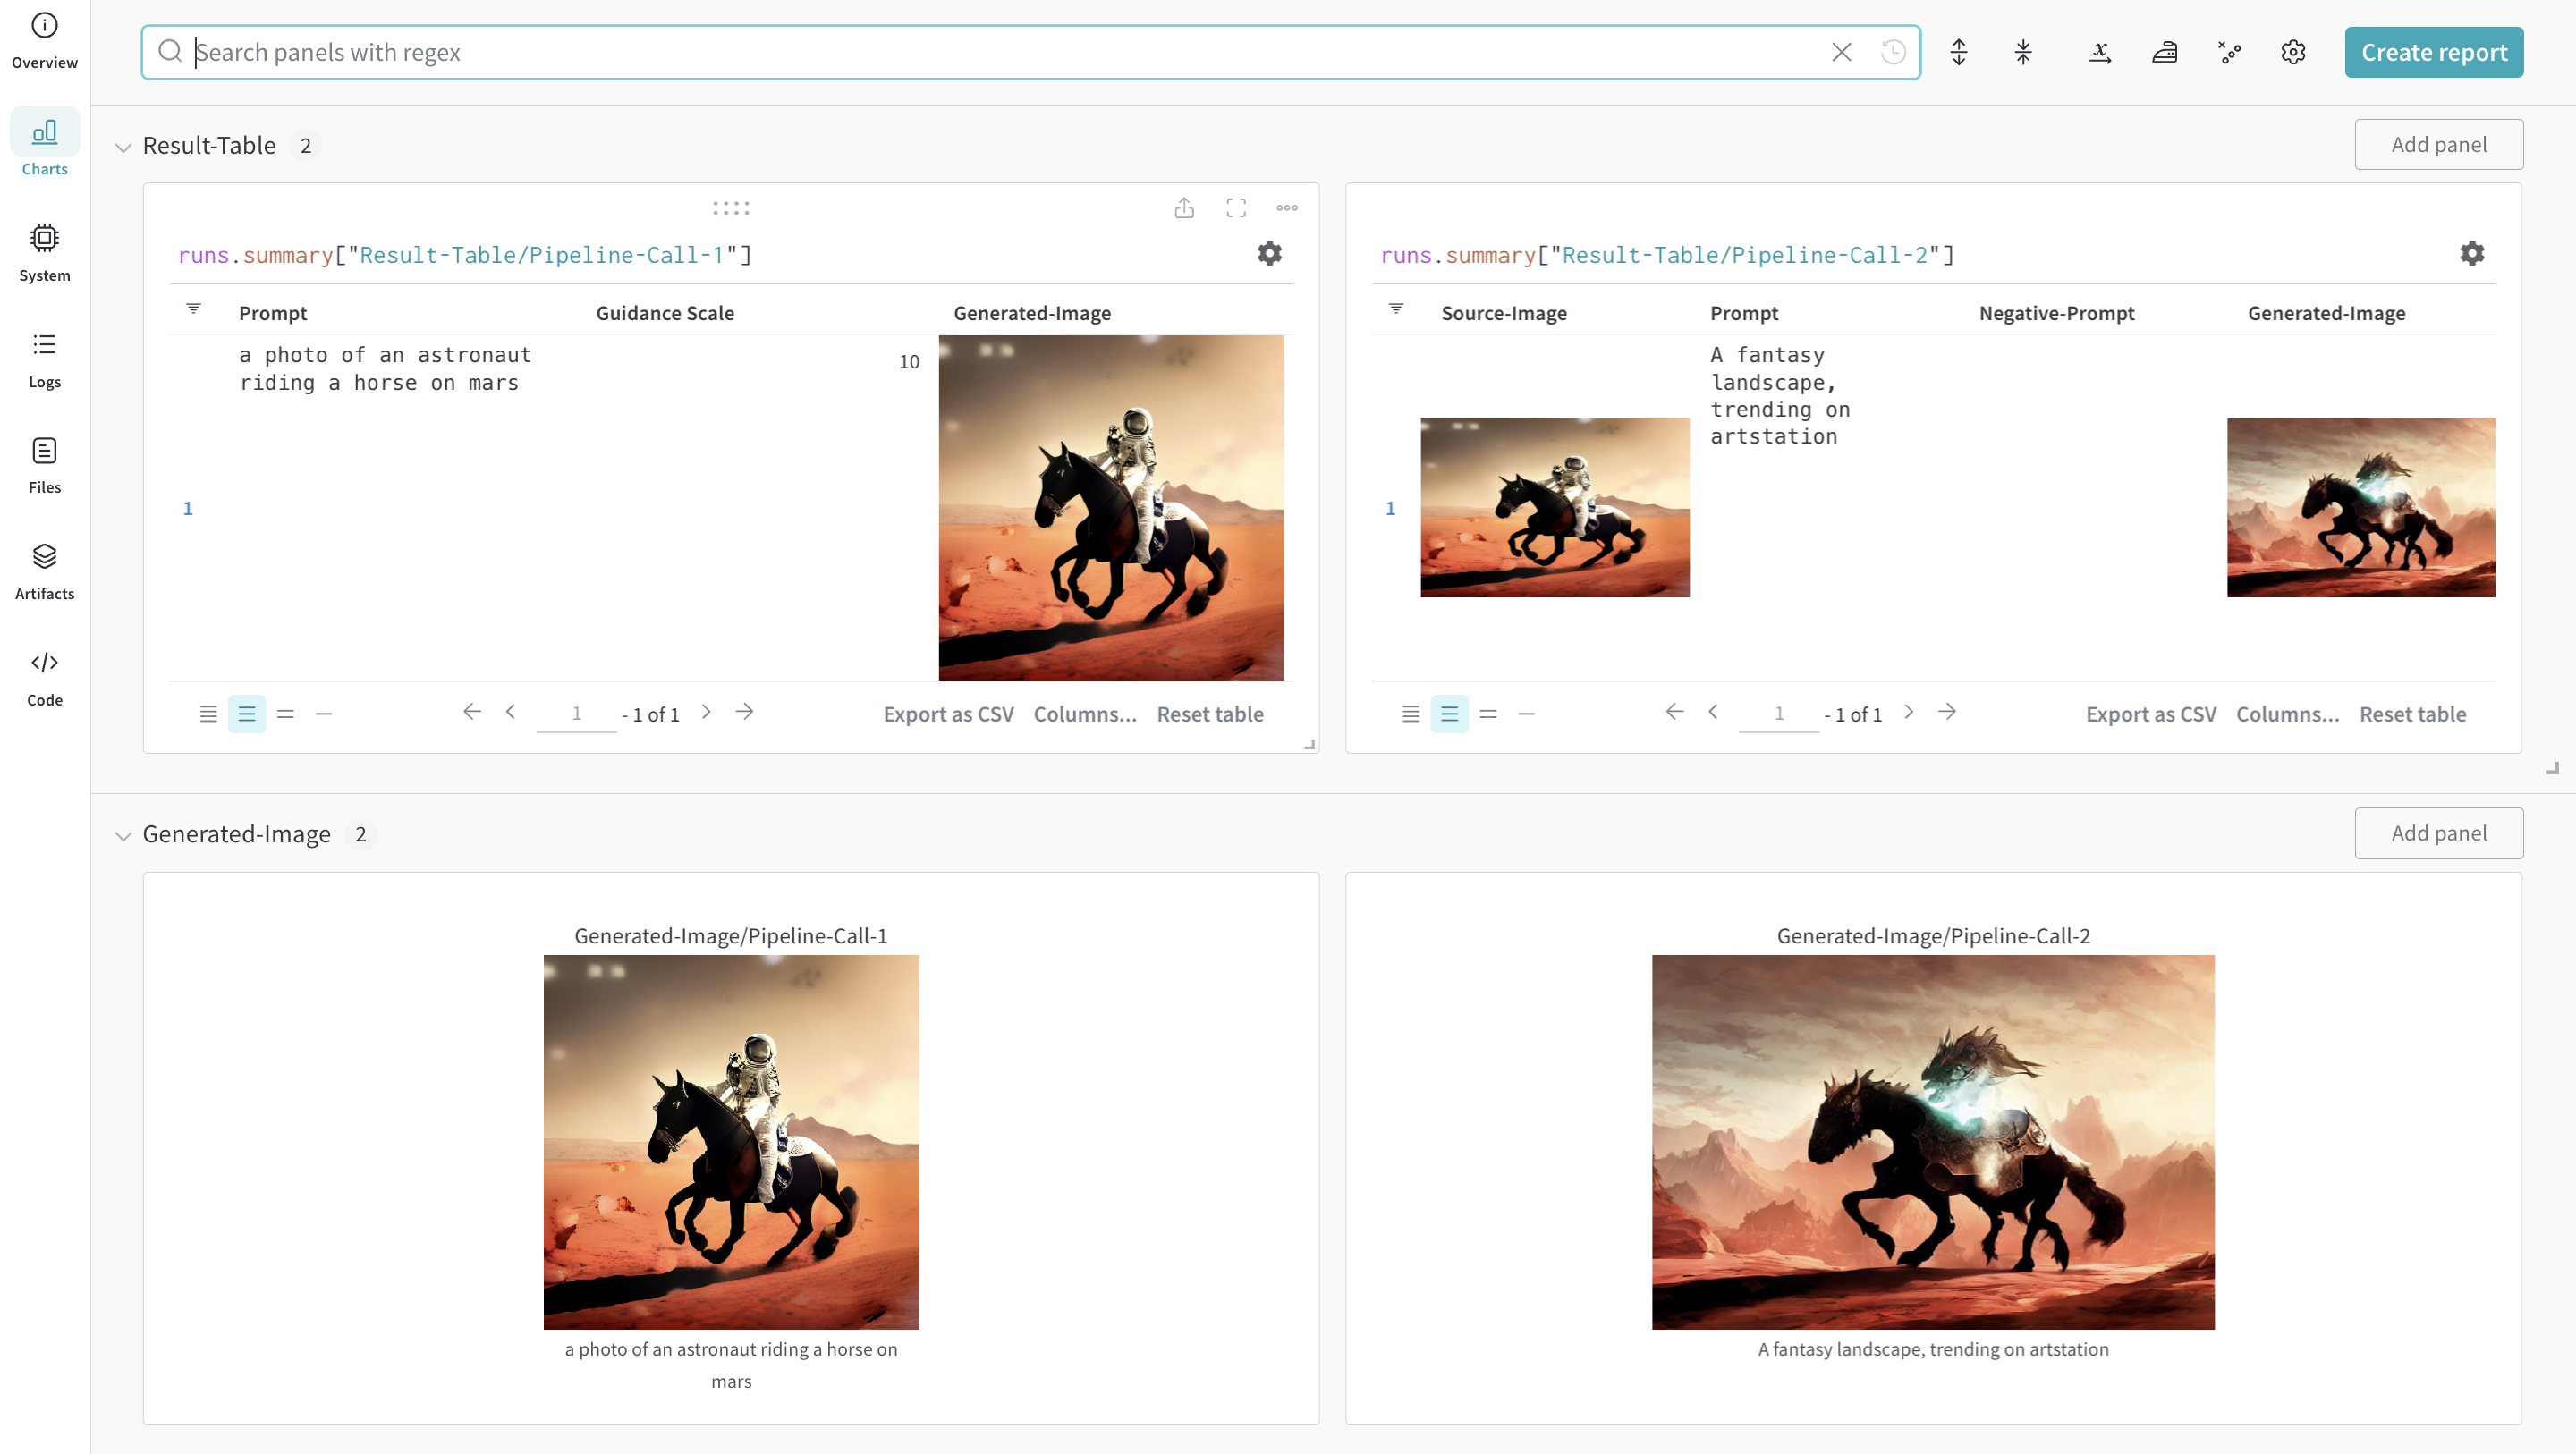 Overview
Charts
System
Logs
Files
Artifacts
Code
Search panels with regex
Create report
Result-Table 2
Add panel
runs.summary["Result-Table/Pipeline-Call-1"]
Prompt Guidance Scale Generated-Image
a photo of an astronaut
riding a horse on mars
10
1
1 - 1 of 1
Export as CSV Columns... Reset table
runs.summary["Result-Table/Pipeline-Call-2"]
Source-Image Prompt Negative-Prompt Generated-Image
A fantasy
landscape,
trending on
artstation
1
1 - 1 of 1
Export as CSV Columns... Reset table
Generated-Image 2
Add panel
Generated-Image/Pipeline-Call-1
a photo of an astronaut riding a horse on
mars
Generated-Image/Pipeline-Call-2
A fantasy landscape, trending on artstation